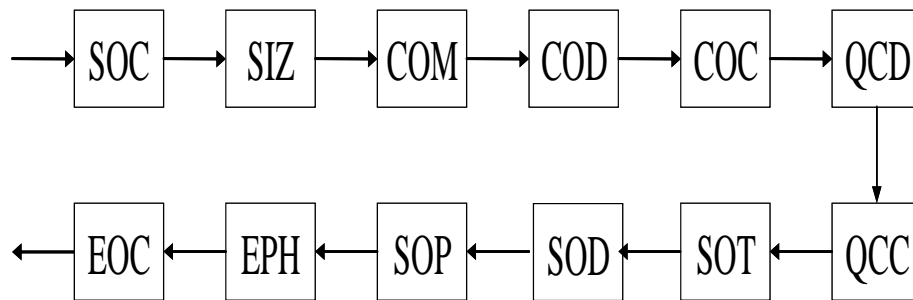 SOC SIZ COM COD COC QCD
EOC EPH SOP SOD SOT QCC